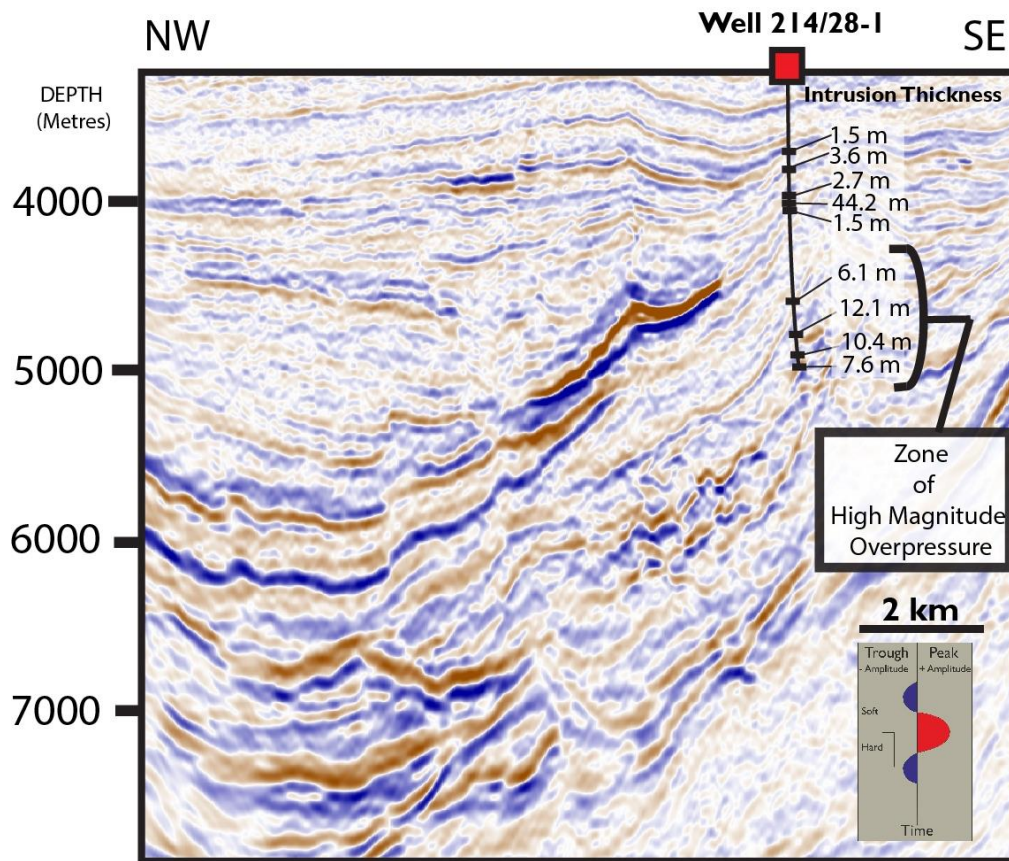 NW
Well 214/28-1
SE
DEPTH
(Metres)
Intrusion Thickness
1.5 m
3.6 m
2.7 m
4000
44.2 m
1.5 m
6.1 m
12.1 m
10.4 m
5000
7.6 m
Zone
of
High Magnitude
Overpressure
6000
2 km
Trough Peak
- Amplitude + Amplitude
Soft
7000
Hard
Time